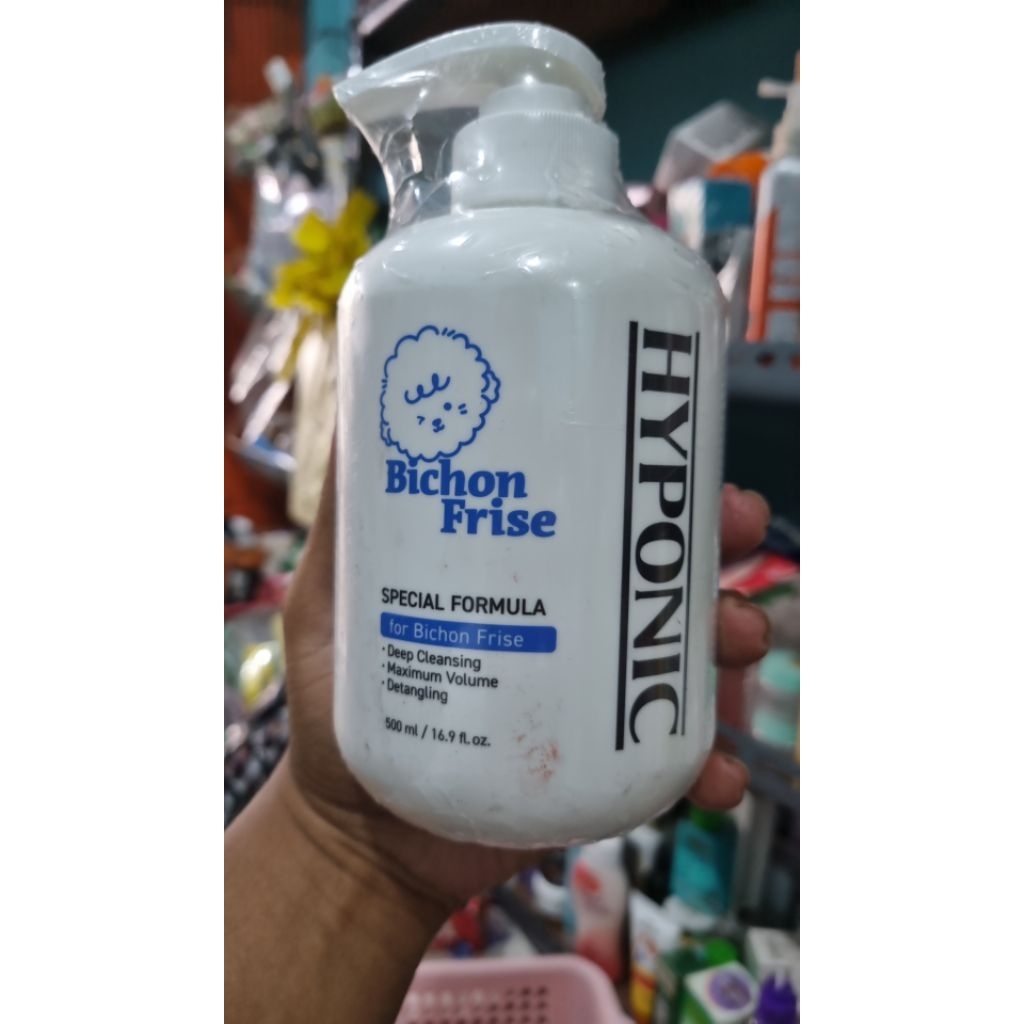 Bichon
Frise
SPECIAL FORMULA
for Bichon Frise
· Deep Cleansing
· Maximum Volume
· Detangling
500 ml / 16.9 fl. oz.
HYPONIC